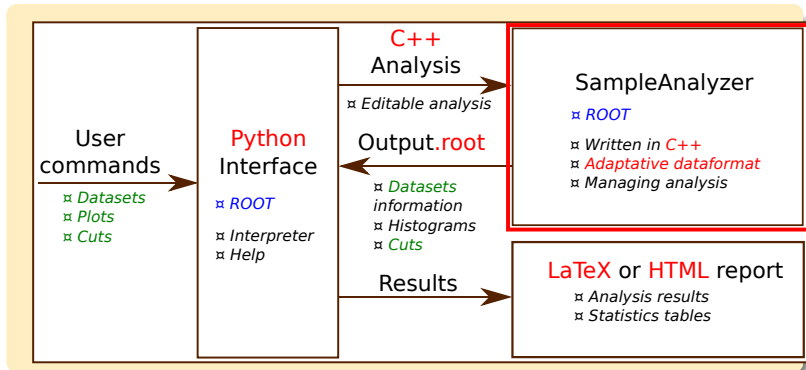 User
commands
¤ Datasets
¤ Plots
¤ Cuts
Python
Interface
¤ ROOT
¤ Interpreter
¤ Help
C++
Analysis
¤ Editable analysis
Output.root
¤ Datasets
information
¤ Histograms
¤ Cuts
Results
SampleAnalyzer
¤ ROOT
¤ Written in C++
¤ Adaptative dataformat
¤ Managing analysis
LaTeX or HTML report
¤ Analysis results
¤ Statistics tables